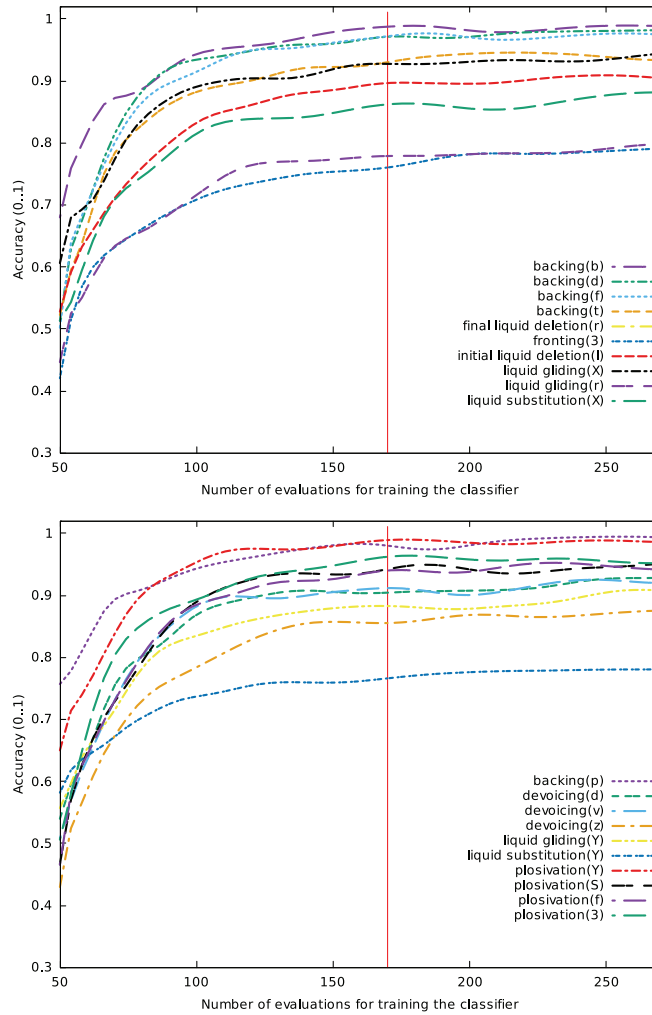 1
0.9
0.8
0.7
0.6
0.5
0.4
0.3
Accuracy (0..1)
backing(b)
backing(d)
backing(f)
backing(t)
final liquid deletion(r)
fronting(3)
initial liquid deletion(l)
liquid gliding(X)
liquid gliding(r)
liquid substitution(X)
50 100 150 200 250
Number of evaluations for training the classifier
1
0.9
0.8
0.7
0.6
0.5
0.4
0.3
Accuracy (0..1)
backing(p)
devoicing(d)
devoicing(v)
devoicing(z)
liquid gliding(Y)
liquid substitution(Y)
plosivation(Y)
plosivation(S)
plosivation(f)
plosivation(3)
50 100 150 200 250
Number of evaluations for training the classifier